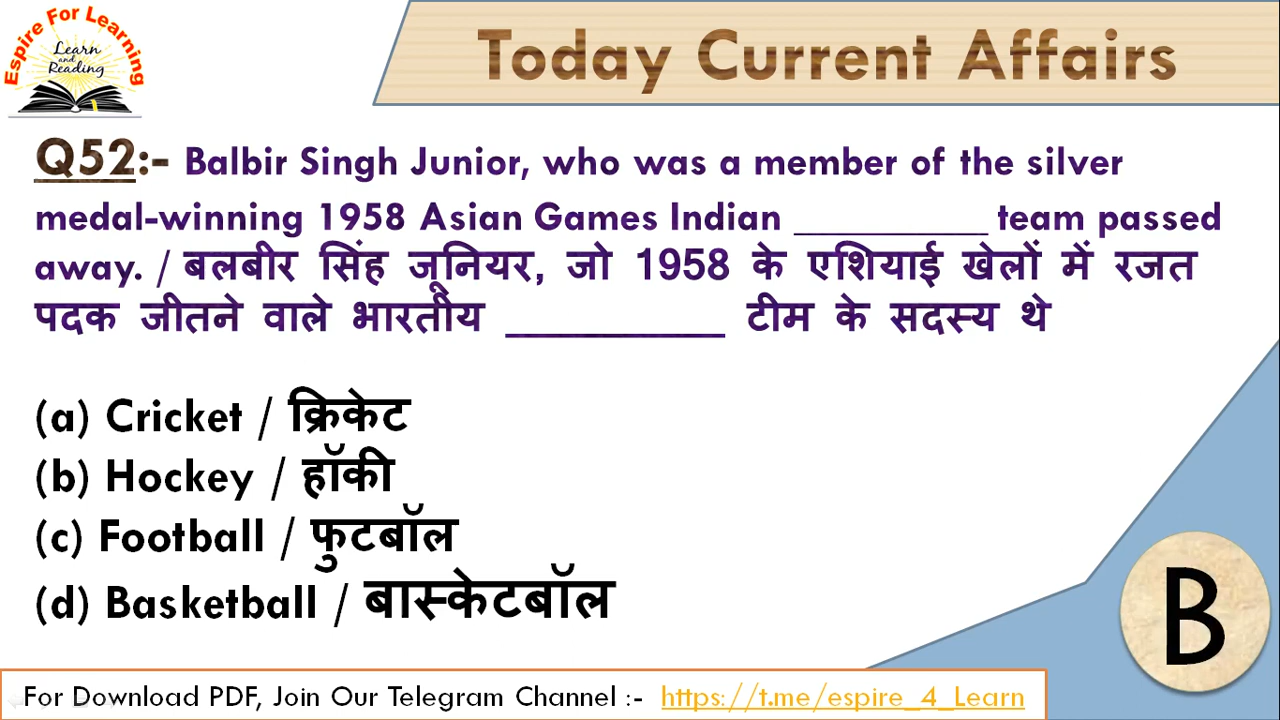 Espire For Learning
Learn
and
Reading
Today Current Affairs
Q52:- Balbir Singh Junior, who was a member of the silver
medal-winning 1958 Asian Games Indian __________ team passed
away. / बलबीर सिंह जूनियर, जो 1958 के एशियाई खेलों में रजत
पदक जीतने वाले भारतीय __________ टीम के सदस्य थे
(a) Cricket / क्रिकेट
(b) Hockey / हॉकी
(c) Football / फुटबॉल
(d) Basketball / बास्केटबॉल
B
For Download PDF, Join Our Telegram Channel :- https://t.me/espire_4_Learn